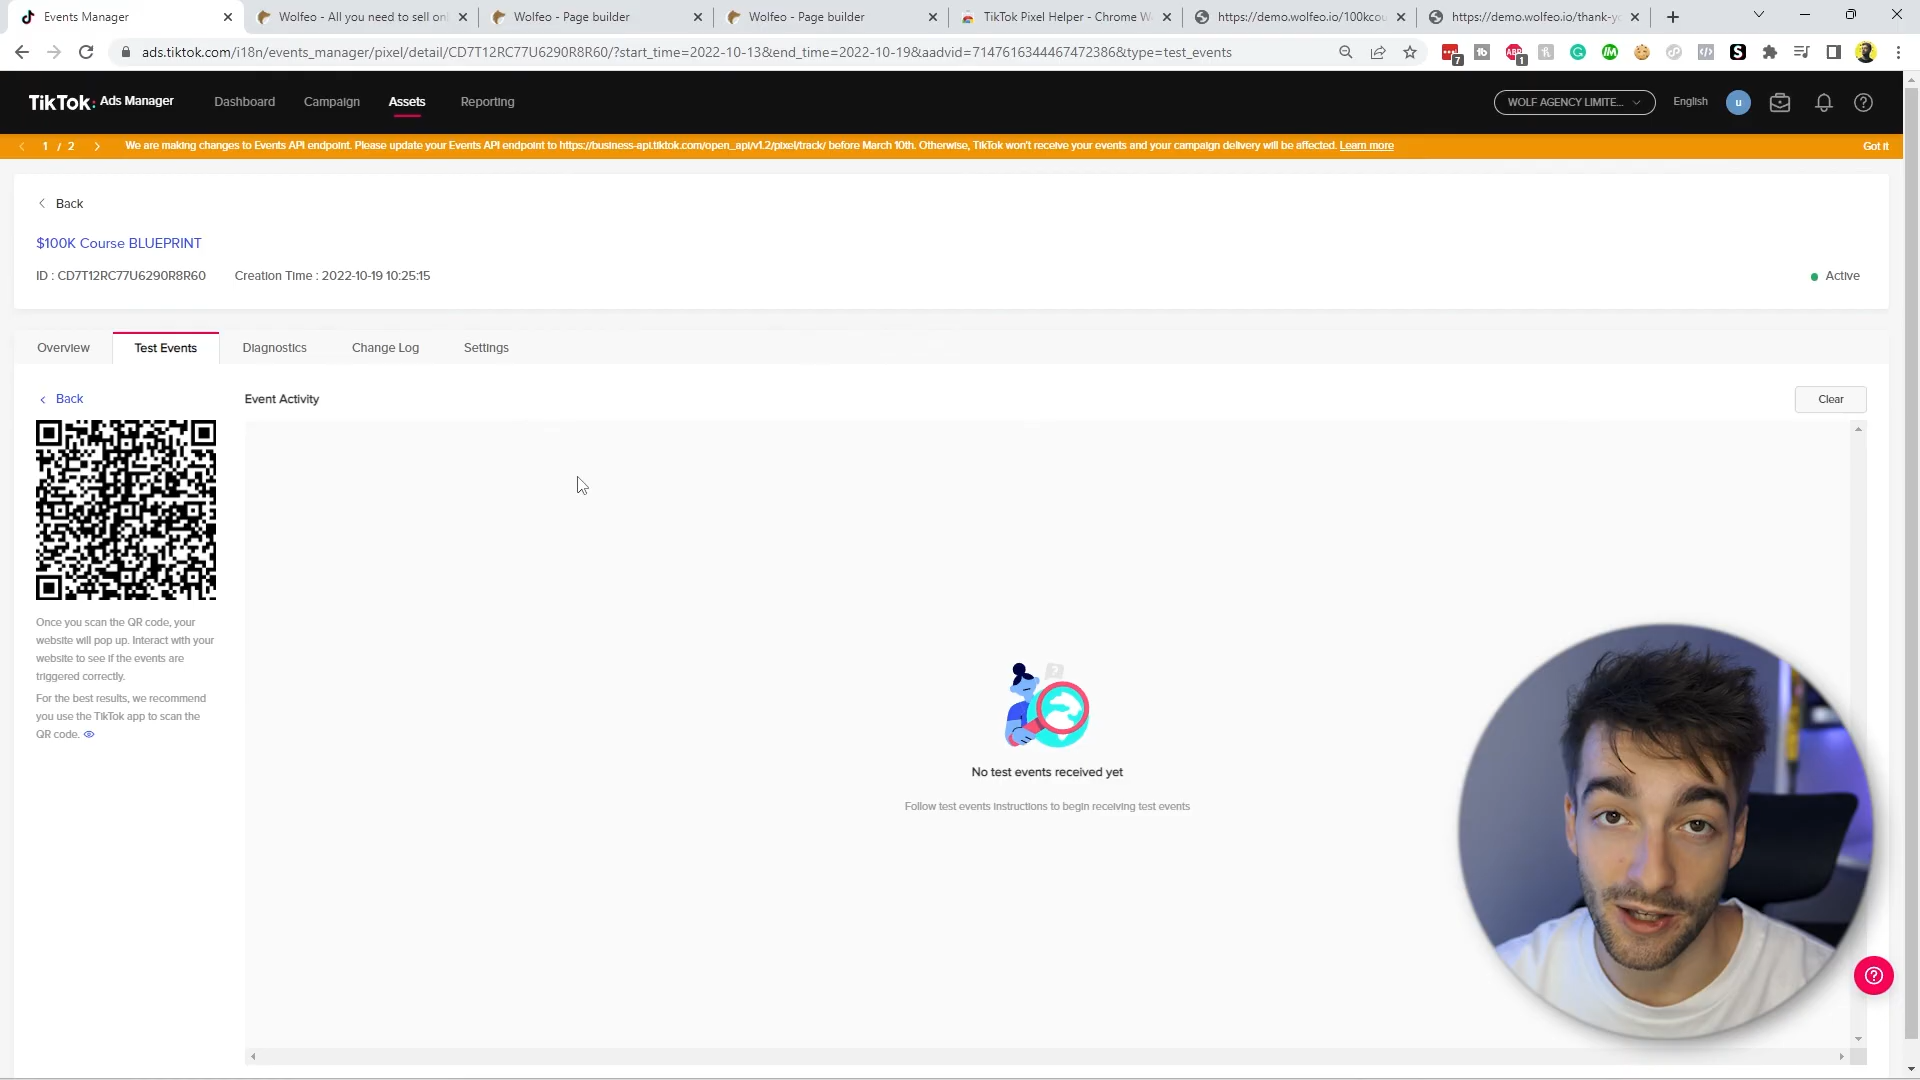 Events Manager
Wolfeo - All you need to sell onl
Wolfeo - Page builder
Wolfeo - Page builder
TikTok Pixel Helper - Chrome W
https://demo.wolfeo.io/100kcou
https://demo.wolfeo.io/thank-yo
ads.tiktok.com/i18n/events_manager/pixel/detail/CD7T12RC77U6290R8R60/?start_time=2022-10-13&end_time=2022-10-19&aadvid=7147616344467472386&type=test_events
7
1
TikTok: Ads Manager
Dashboard
Campaign
Assets
Reporting
WOLF AGENCY LIMITE...
English
u
1 / 2
We are making changes to Events API endpoint. Please update your Events API endpoint to https://business-api.tiktok.com/open_api/v1.2/pixel/track/ before March 10th. Otherwise, TikTok won't receive your events and your campaign delivery will be affected. Learn more
Got it
Back
$100K Course BLUEPRINT
ID : CD7T12RC77U6290R8R60
Creation Time : 2022-10-19 10:25:15
Active
Overview
Test Events
Diagnostics
Change Log
Settings
Back
Event Activity
Clear
Once you scan the QR code, your
website will pop up. Interact with your
website to see if the events are
triggered correctly.
For the best results, we recommend
you use the TikTok app to scan the
QR code.
No test events received yet
Follow test events instructions to begin receiving test events